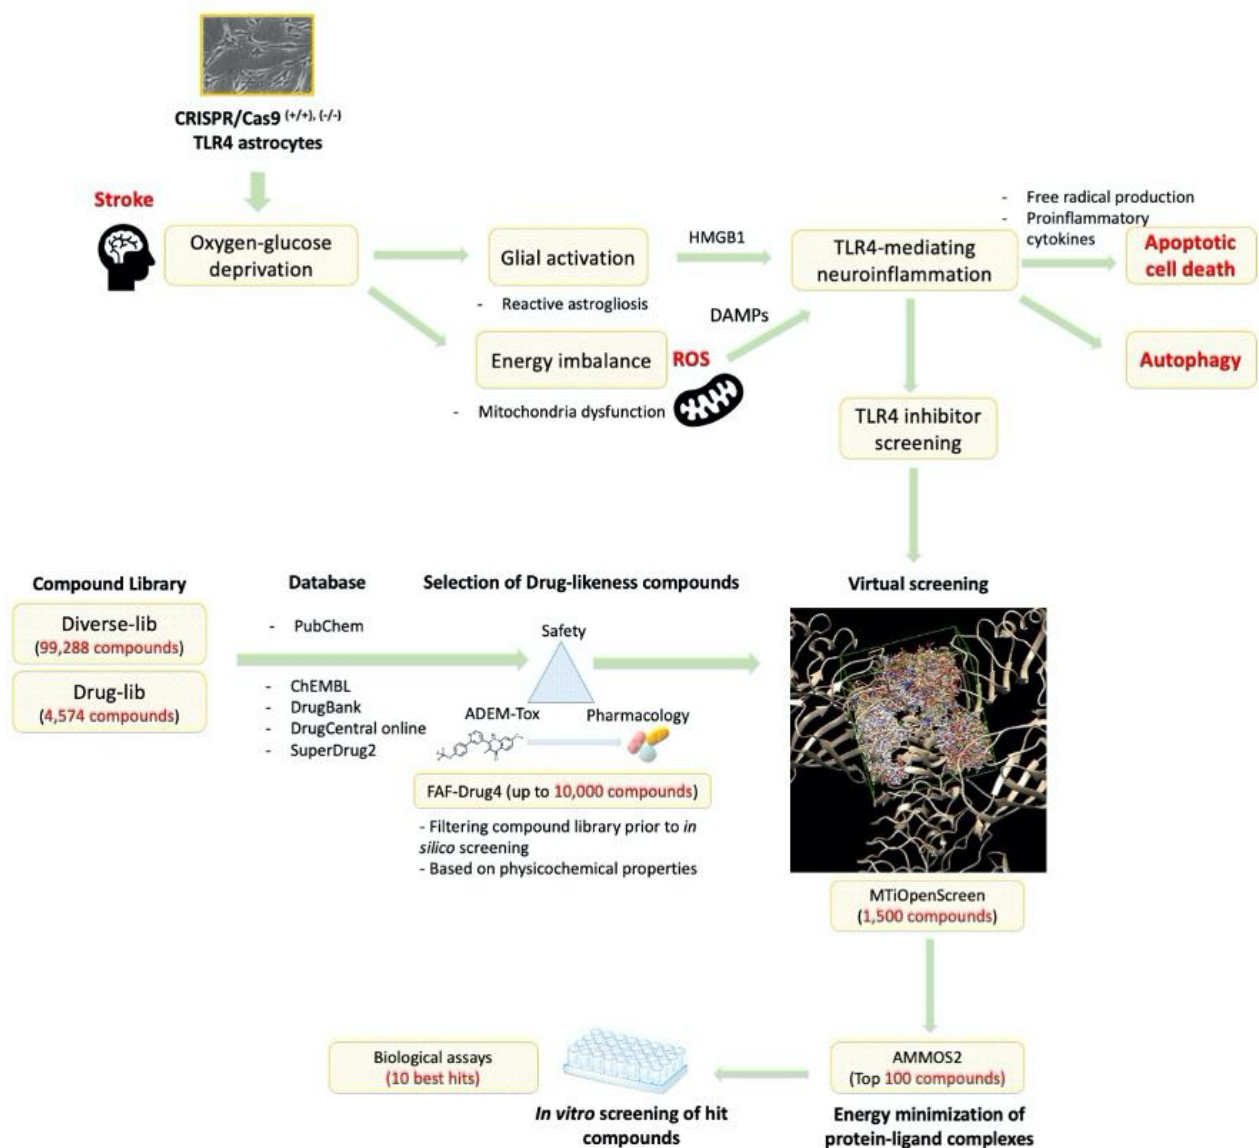 CRISPR/Cas9 (+/+), (-/-)
TLR4 astrocytes
Stroke
Oxygen-glucose
deprivation
Glial activation
- Reactive astrogliosis
HMGB1
Energy imbalance
ROS
- Mitochondria dysfunction
DAMPs
TLR4-mediating
neuroinflammation
- Free radical production
- Proinflammatory
cytokines
Apoptotic
cell death
Autophagy
TLR4 inhibitor
screening
Compound Library
Diverse-lib
(99,288 compounds)
Drug-lib
(4,574 compounds)
Database
- PubChem
- ChEMBL
- DrugBank
- DrugCentral online
- SuperDrug2
Selection of Drug-likeness compounds
Safety
ADEM-Tox
Pharmacology
FAF-Drug4 (up to 10,000 compounds)
- Filtering compound library prior to in
silico screening
- Based on physicochemical properties
Virtual screening
MTiOpenScreen
(1,500 compounds)
AMMOS2
(Top 100 compounds)
Energy minimization of
protein-ligand complexes
Biological assays
(10 best hits)
In vitro screening of hit
compounds